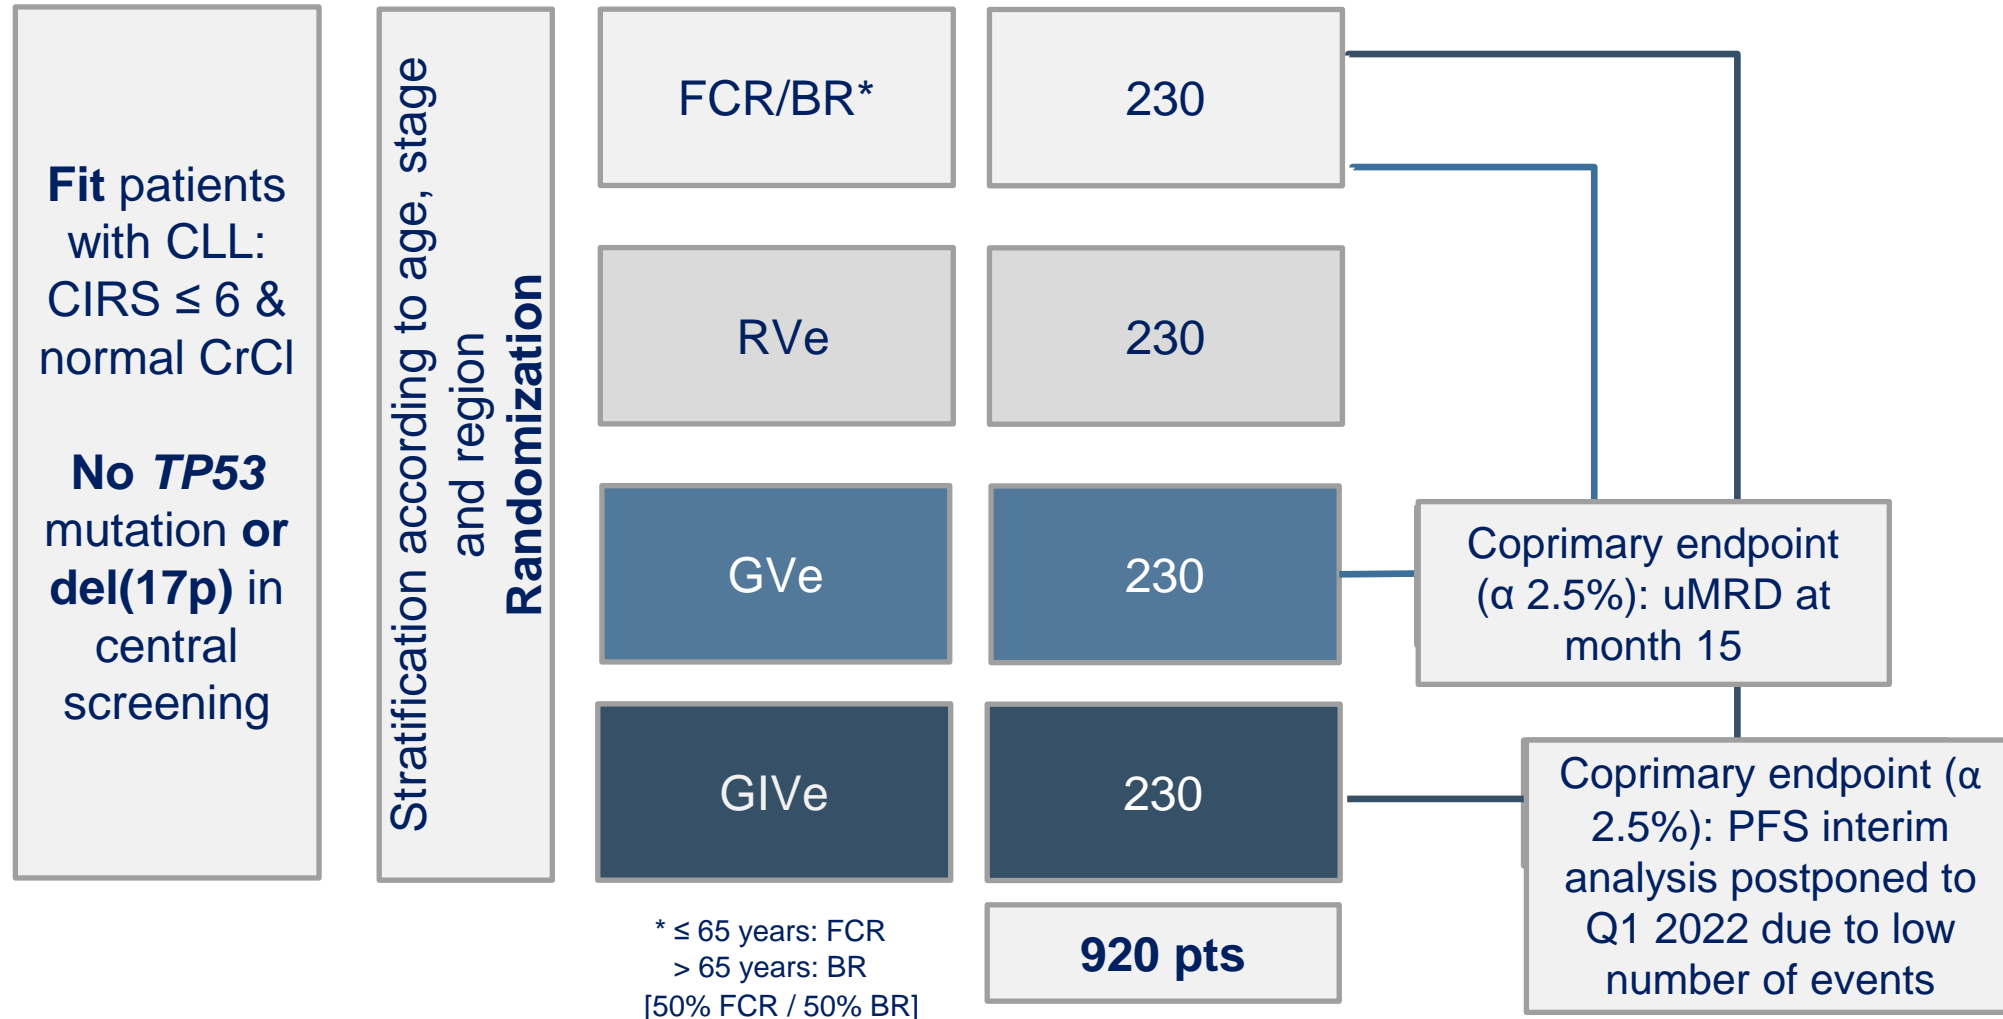 Fit patients
with CLL:
CIRS ≤ 6 &
normal CrCl
No TP53
mutation or
del(17p) in
central
screening
Stratification according to age, stage
and region
Randomization
FCR/BR*
230
RVe
230
GVe
230
GIVe
230
* ≤ 65 years: FCR
> 65 years: BR
[50% FCR / 50% BR]
920 pts
Coprimary endpoint
(α 2.5%): uMRD at
month 15
Coprimary endpoint (α
2.5%): PFS interim
analysis postponed to
Q1 2022 due to low
number of events